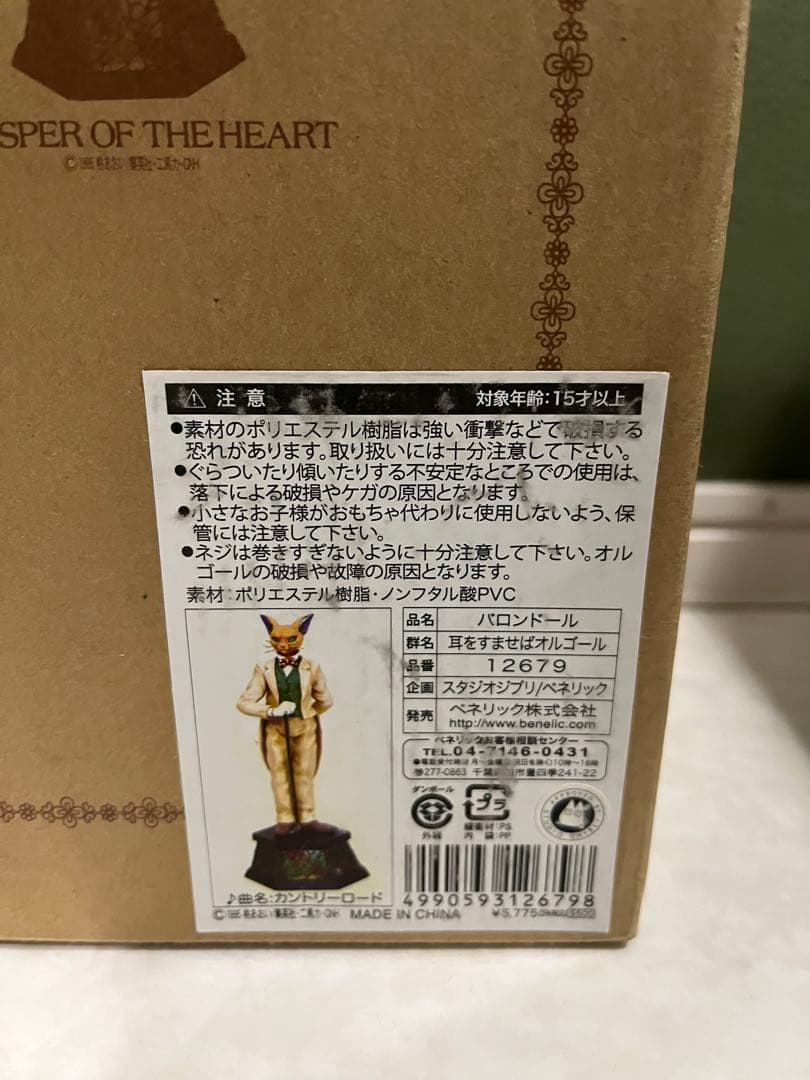 SPER OF THE HEART
⚠ 注意 対象年齢:15才以上
●素材のポリエステル樹脂は強い衝撃などで破損する
恐れがあります。取り扱いには十分注意して下さい。
●ぐらついたり傾いたりする不安定なところでの使用は、
落下による破損やケガの原因となります。
●小さなお子様がおもちゃ代わりに使用しないよう、保
管には注意して下さい。
●ネジは巻きすぎないように十分注意して下さい。オル
ゴールの破損や故障の原因となります。
素材:ポリエステル樹脂・ノンフタル酸PVC
品名 バロンドール
群名 耳をすませばオルゴール
品番 12679
企画 スタジオジブリ/ベネリック
発売 ベネリック株式会社
http://www.benelic.com
ベネリックお客様相談センター
TEL.04-7146-0431
豊四季241-22
ダンボール
外箱
プラ
緩衝材:PS
内袋:PP
4990593126798
¥5,775
♪曲名:カントリーロード
MADE IN CHINA